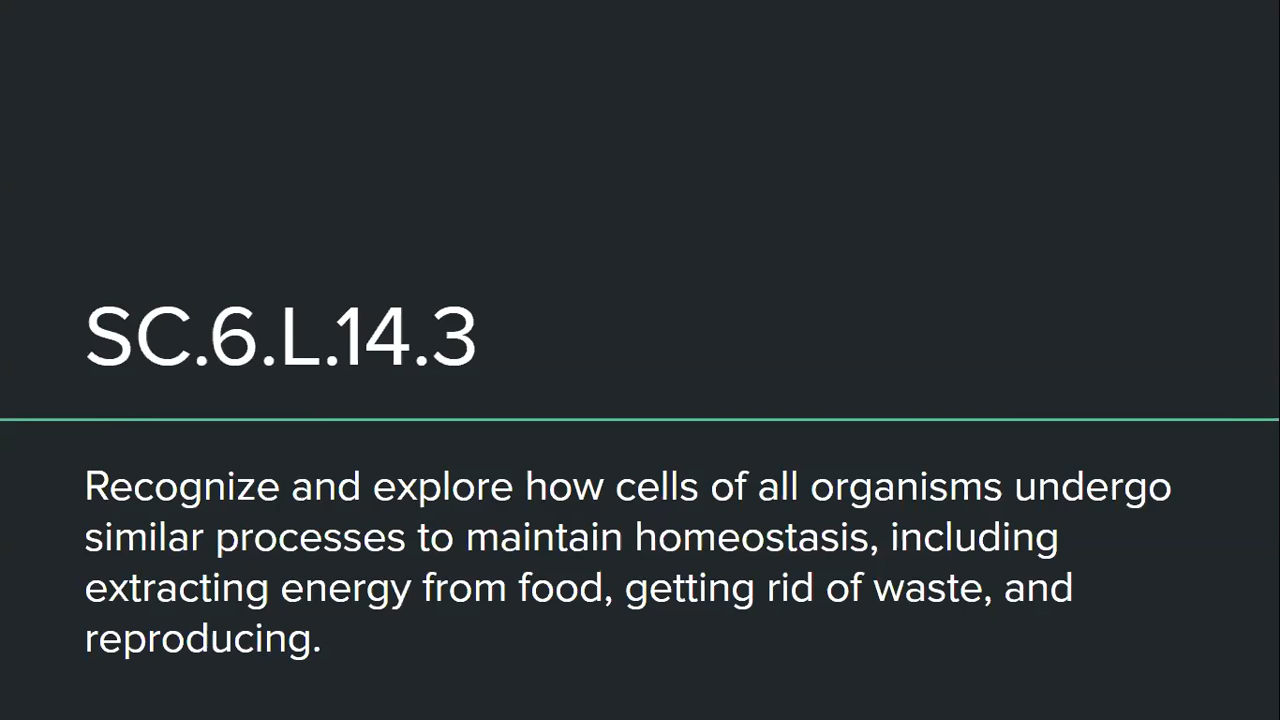 SC.6.L.14.3
Recognize and explore how cells of all organisms undergo
similar processes to maintain homeostasis, including
extracting energy from food, getting rid of waste, and
reproducing.